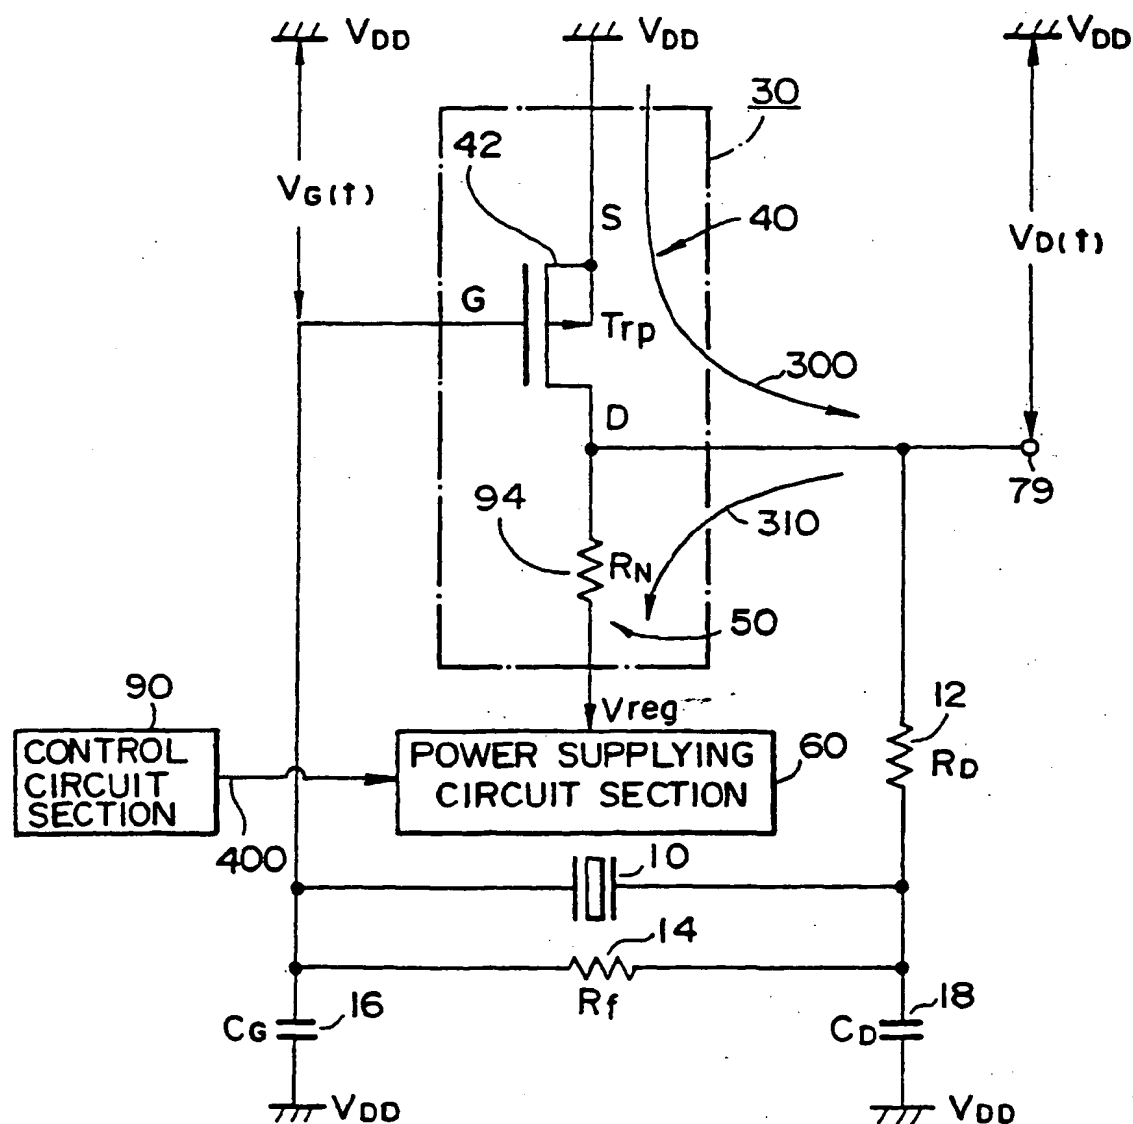 VDD
VDD
VDD
30
42
VG(t)
S
40
VD(t)
G
Trp
300
D
79
94
310
RN
50
90
Vreg
12
CONTROL
CIRCUIT
SECTION
POWER SUPPLYING
CIRCUIT SECTION
60
RD
400
10
14
Rf
16
18
CG
CD
VDD
VDD